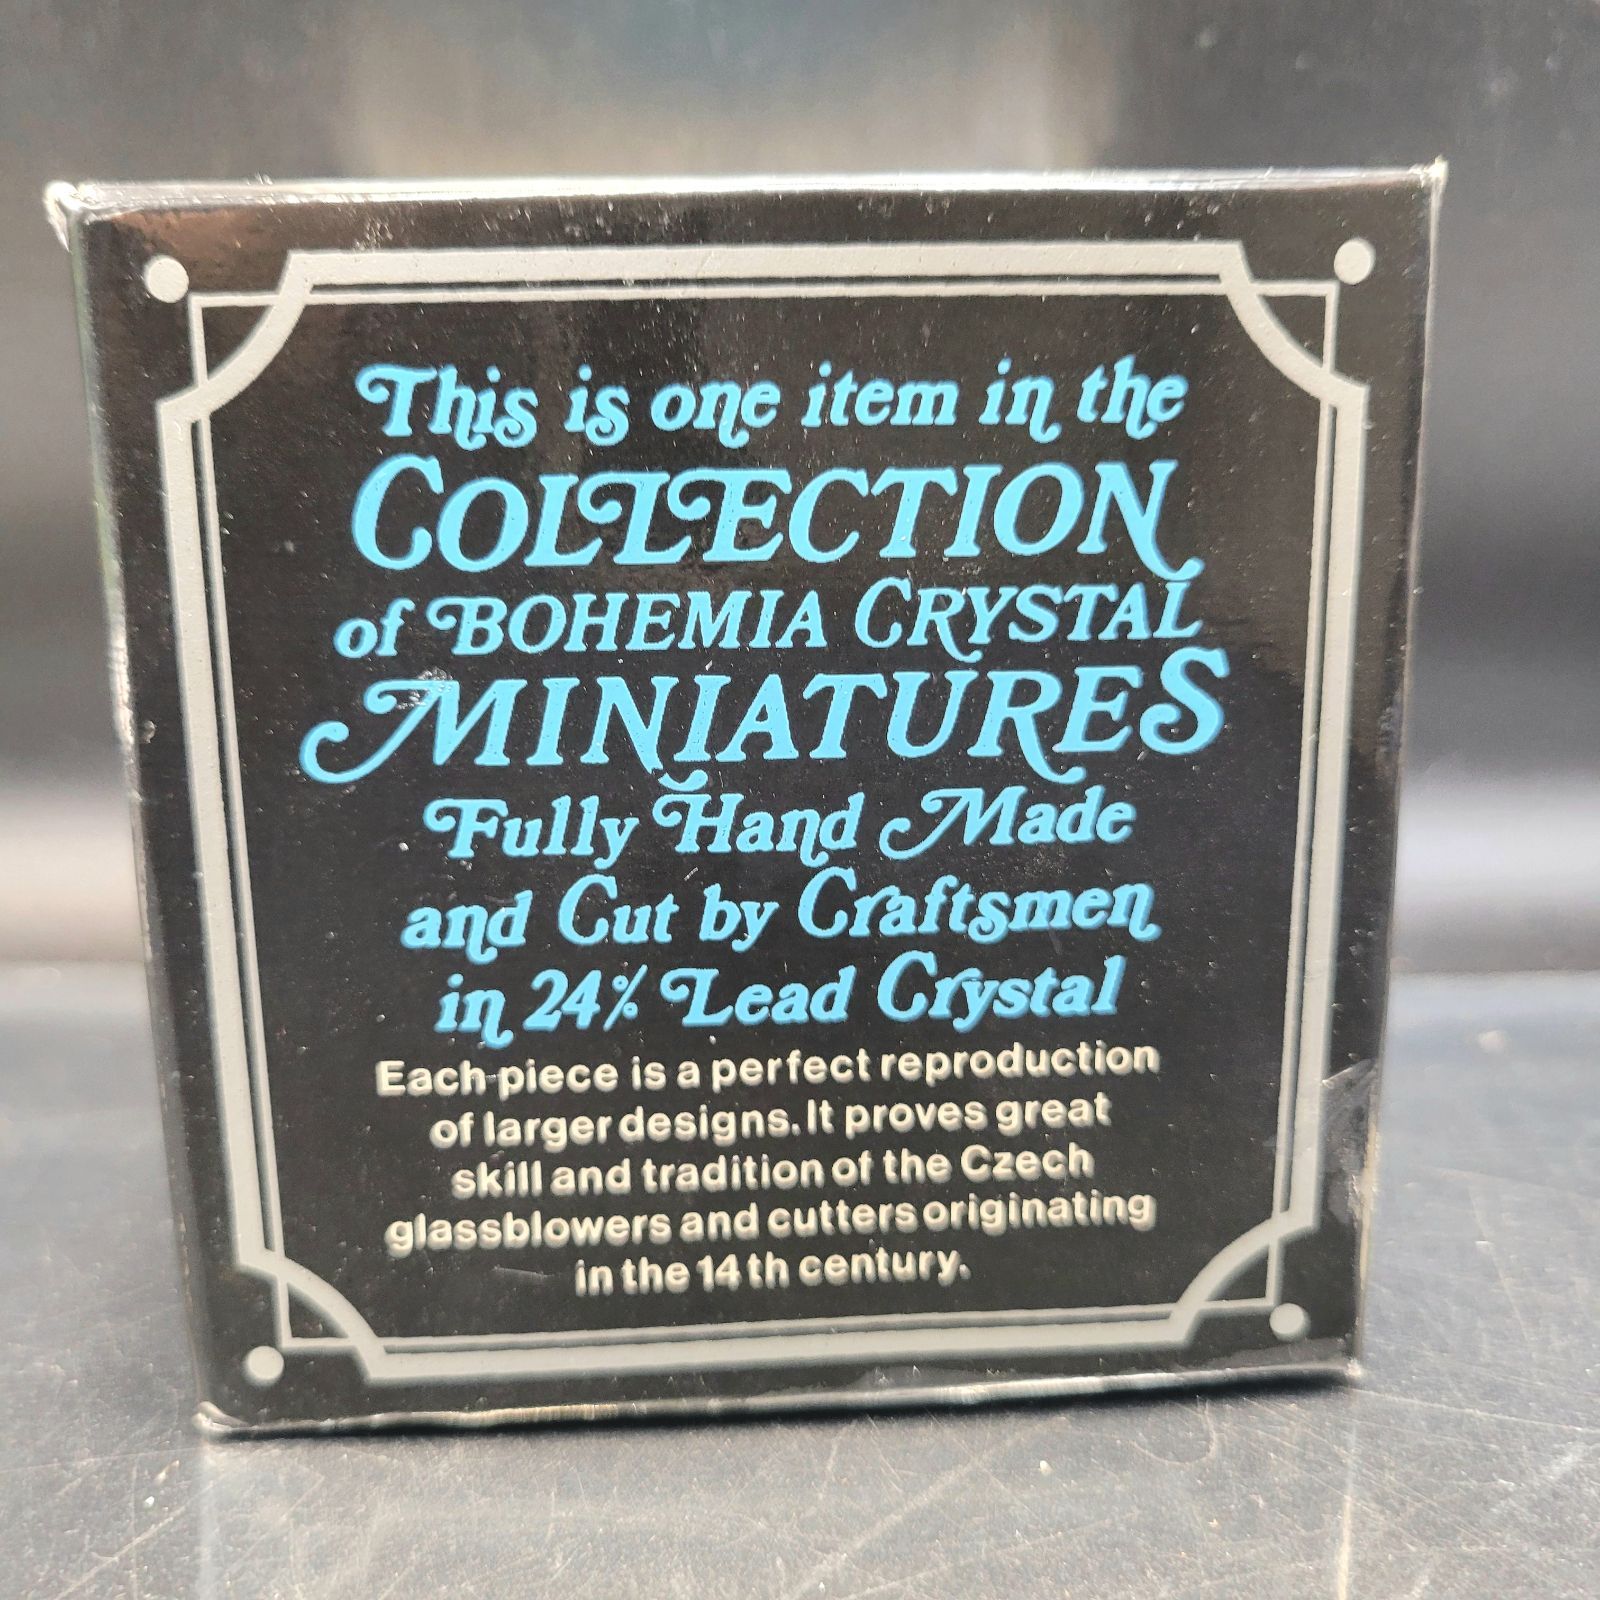 This is one item in the
COLLECTION
of BOHEMIA CRYSTAL
MINIATURES
Fully Hand Made
and Cut by Craftsmen
in 24% Lead Crystal
Each piece is a perfect reproduction
of larger designs. It proves great
skill and tradition of the Czech
glassblowers and cutters originating
in the 14th century.